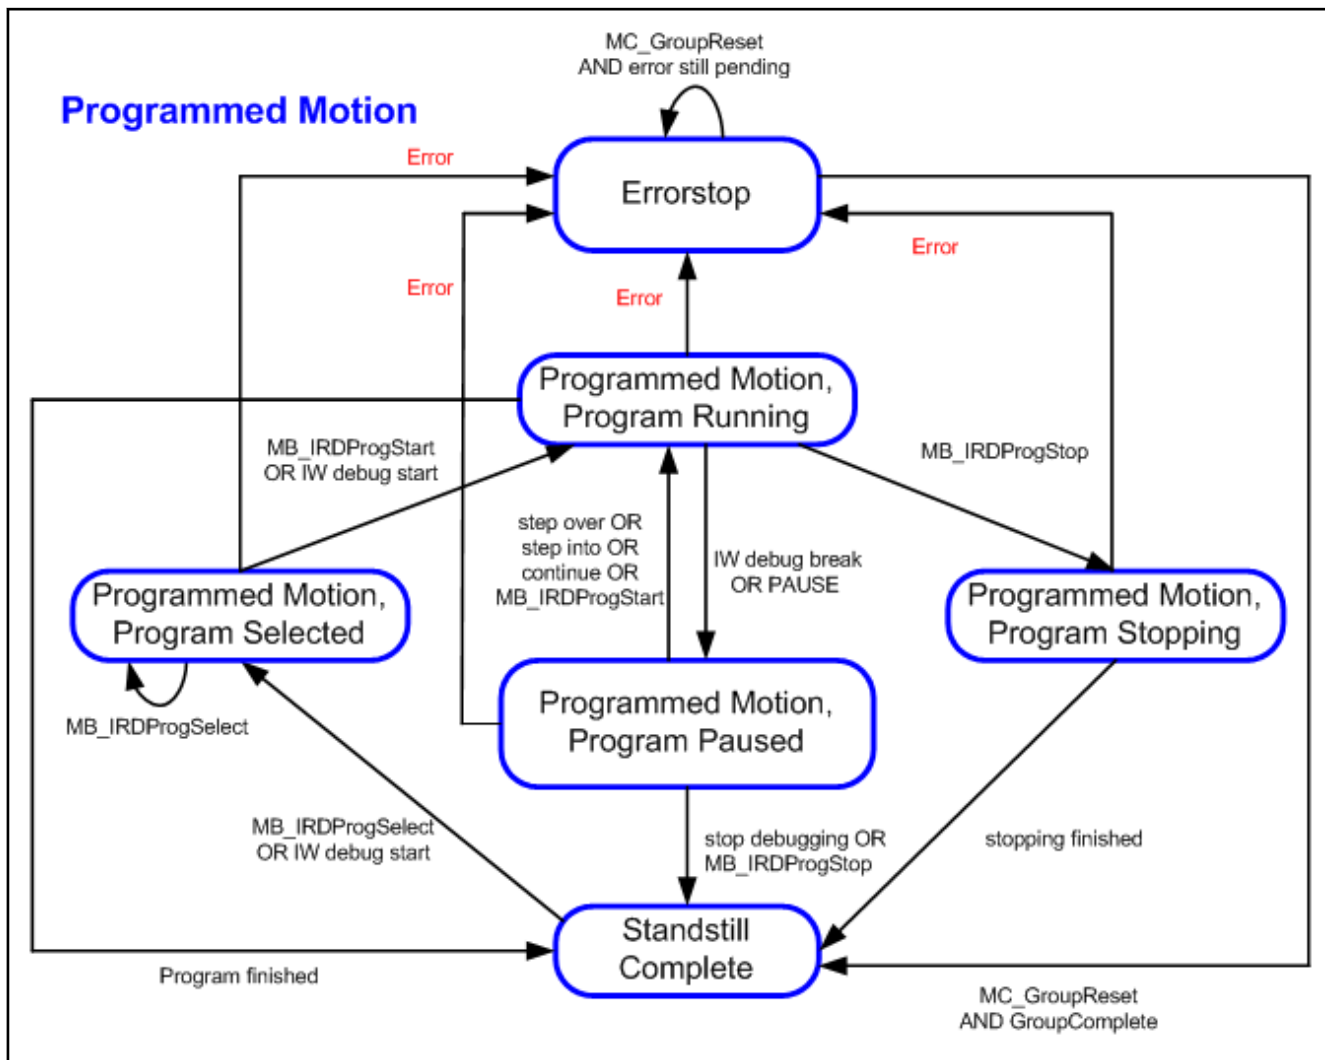 MC_GroupReset
AND error still pending
Programmed Motion
Error
Errorstop
Error
Error
Error
Programmed Motion,
Program Running
MB_IRDProgStart
OR IW debug start
MB_IRDProgStop
step over OR
step into OR
continue OR
MB_IRDProgStart
IW debug break
OR PAUSE
Programmed Motion,
Program Selected
Programmed Motion,
Program Stopping
MB_IRDProgSelect
Programmed Motion,
Program Paused
MB_IRDProgSelect
OR IW debug start
stop debugging OR
MB_IRDProgStop
stopping finished
Standstill
Complete
Program finished
MC_GroupReset
AND GroupComplete